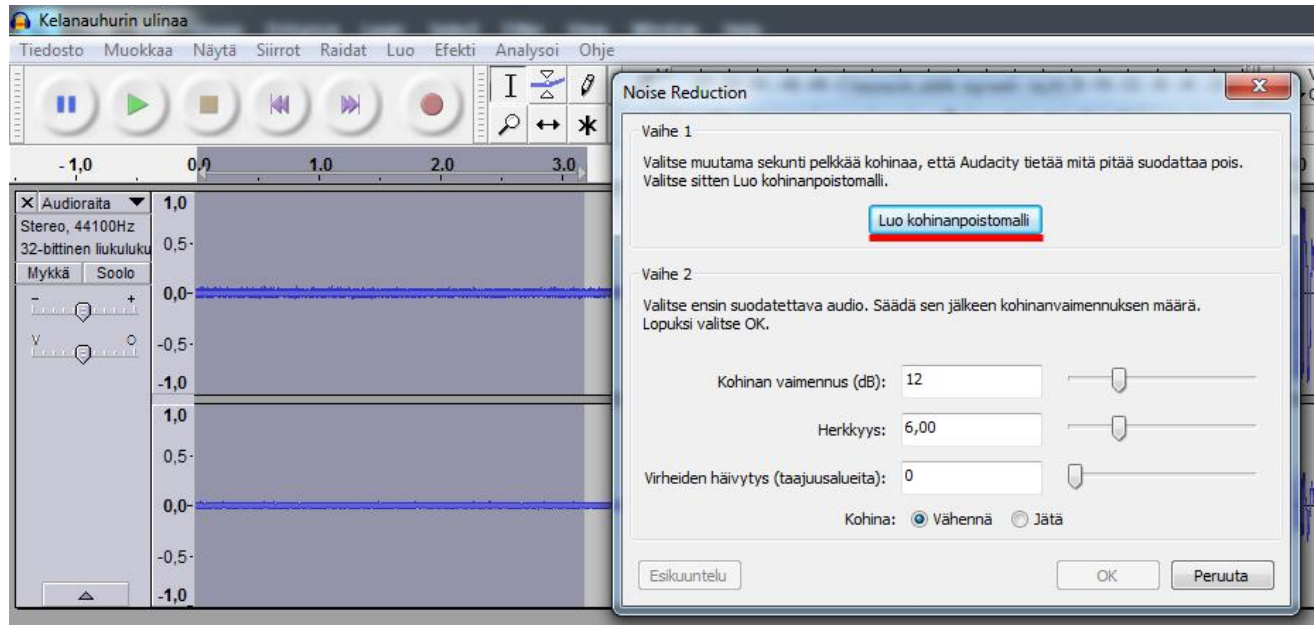 Kelanauhurin ulinaa
Tiedosto Muokkaa Näytä Siirrot Raidat Luo Efekti Analysoi Ohje
- 1,0 0,0 1.0 2.0 3.0
X Audioraita
Stereo, 44100Hz
32-bittinen liukuluku
Mykkä Soolo
- +
V O
1,0
0,5
0,0
-0,5
-1,0
1,0
0,5
0,0
-0,5
-1,0
Noise Reduction
Vaihe 1
Valitse muutama sekunti pelkkää kohinaa, että Audacity tietää mitä pitää suodattaa pois.
Valitse sitten Luo kohinanpoistomalli.
Luo kohinanpoistomalli
Vaihe 2
Valitse ensin suodatettava audio. Säädä sen jälkeen kohinanvaimennuksen määrä.
Lopuksi valitse OK.
Kohinan vaimennus (dB): 12
Herkkyys: 6,00
Virheiden häivytys (taajuusalueita): 0
Kohina: Vähennä Jätä
Esikuuntelu OK Peruuta